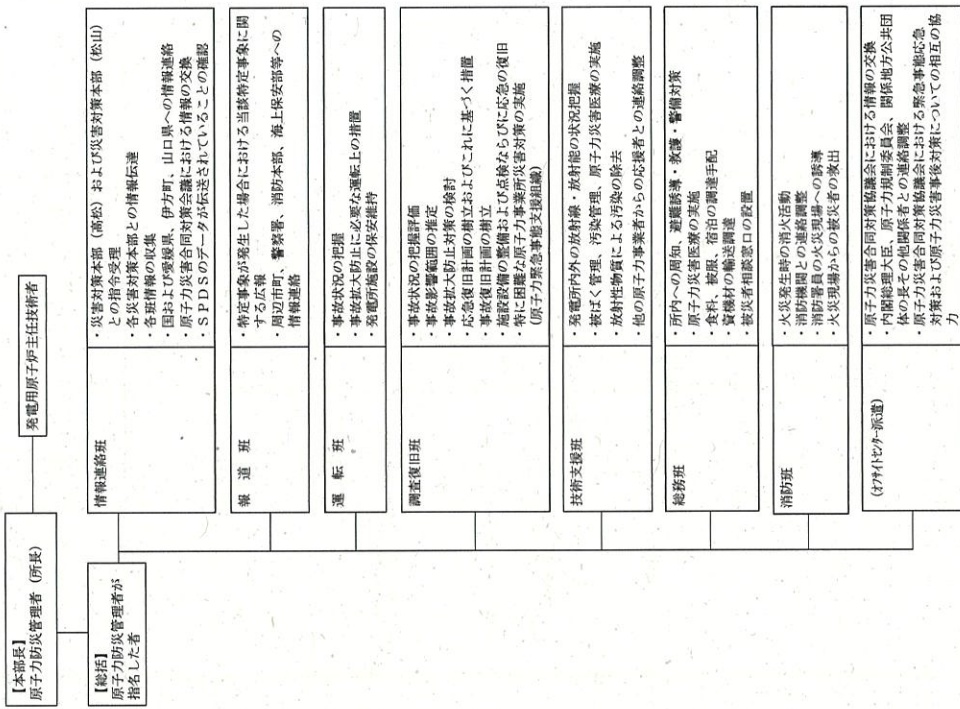 【本部長】
原子力防災管理者（所長）
発電用原子炉主任技術者
【総括】
原子力防災管理者が
指名した者
情報連絡班
・災害対策本部（高松）および災害対策本部（松山）
との指令受理
・各災害対策本部との情報伝達
・各班情報の収集
・国および愛媛県、伊方町、山口県への情報連絡
・原子力災害合同対策会議における情報の交換
・ＳＰＤＳのデータが伝送されていることの確認
報道班
・特定事象が発生した場合における当該特定事象に関
する広報
・周辺市町、警察署、消防本部、海上保安部等への
情報連絡
運転班
・事故状況の把握
・事故拡大防止に必要な運転上の措置
・発電所施設の保安維持
調査復旧班
・事故状況の把握評価
・事故影響範囲の推定
・事故拡大防止対策の検討
・応急復旧計画の樹立およびこれに基づく措置
・事故復旧計画の樹立
・施設設備の整備および点検ならびに応急の復旧
・特に困難な原子力事業所災害対策の実施
（原子力緊急事態支援組織）
技術支援班
・発電所内外の放射線・放射能の状況把握
・被ばく管理、汚染管理、原子力災害医療の実施
・放射性物質による汚染の除去
・他の原子力事業者からの応援者との連絡調整
総務班
・所内への周知、避難誘導・救護・警備対策
・原子力災害医療の実施
・食料、被服、宿泊の調達手配
・資機材の輸送調達
・被災者相談窓口の設置
消防班
・火災発生時の消火活動
・消防機関との連絡調整
・消防署員の火災現場への誘導
・火災現場からの被災者の救出
（ｵﾌｻｲﾄｾﾝﾀｰ派遣）
・原子力災害合同対策協議会における情報の交換
・内閣総理大臣、原子力規制委員会、関係地方公共団
体の長その他関係者との連絡調整
・原子力災害合同対策協議会における緊急事態応急
対策および原子力災害事後対策についての相互の協
力